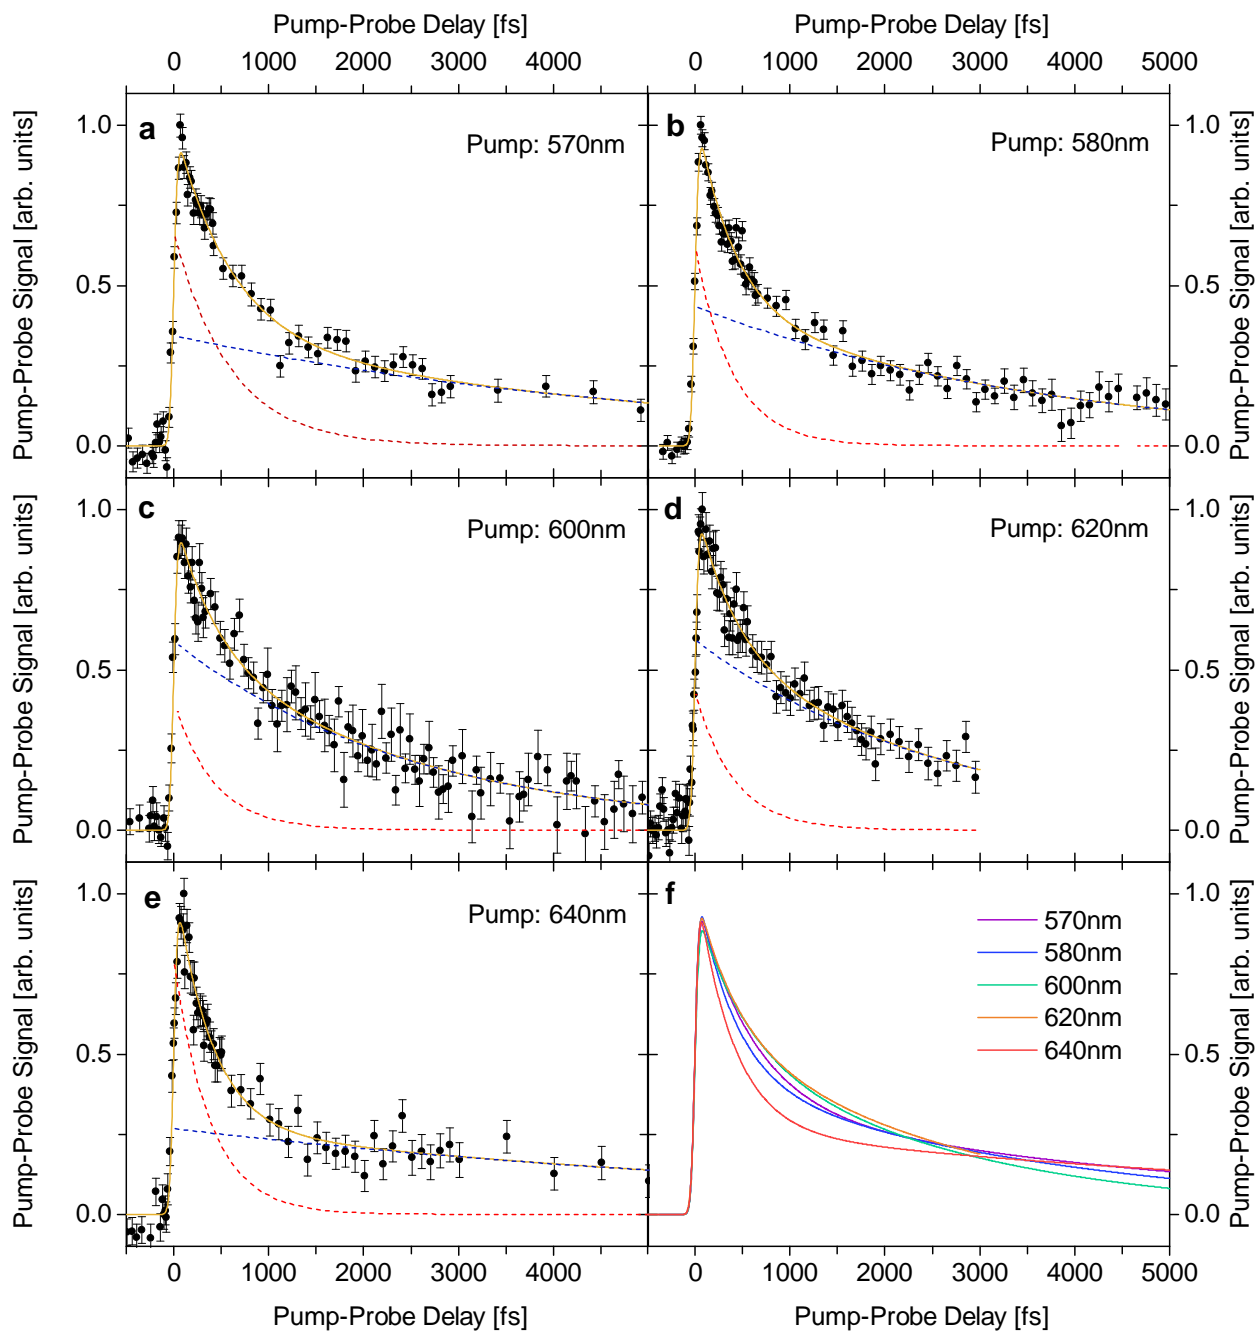 Pump-Probe Delay [fs]
Pump-Probe Delay [fs]
0 1000 2000 3000 4000
0 1000 2000 3000 4000 5000
Pump-Probe Signal [arb. units]
1.0
0.5
0.0
a
Pump: 570nm
b
Pump: 580nm
1.0
0.5
0.0
Pump-Probe Signal [arb. units]
Pump-Probe Signal [arb. units]
1.0
0.5
0.0
c
Pump: 600nm
d
Pump: 620nm
1.0
0.5
0.0
Pump-Probe Signal [arb. units]
Pump-Probe Signal [arb. units]
1.0
0.5
0.0
e
Pump: 640nm
f
570nm
580nm
600nm
620nm
640nm
1.0
0.5
0.0
Pump-Probe Signal [arb. units]
0 1000 2000 3000 4000
0 1000 2000 3000 4000 5000
Pump-Probe Delay [fs]
Pump-Probe Delay [fs]